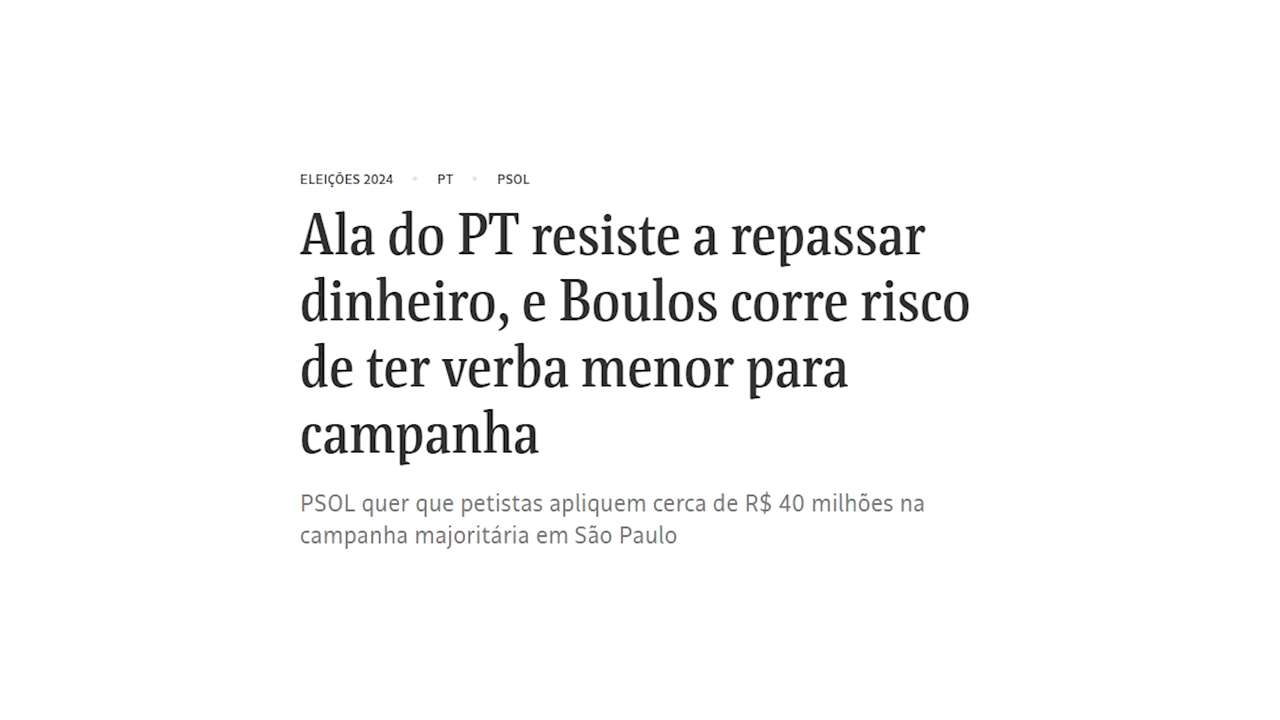 ELEIÇÕES 2024 • PT • PSOL
Ala do PT resiste a repassar
dinheiro, e Boulos corre risco
de ter verba menor para
campanha
PSOL quer que petistas apliquem cerca de R$ 40 milhões na
campanha majoritária em São Paulo